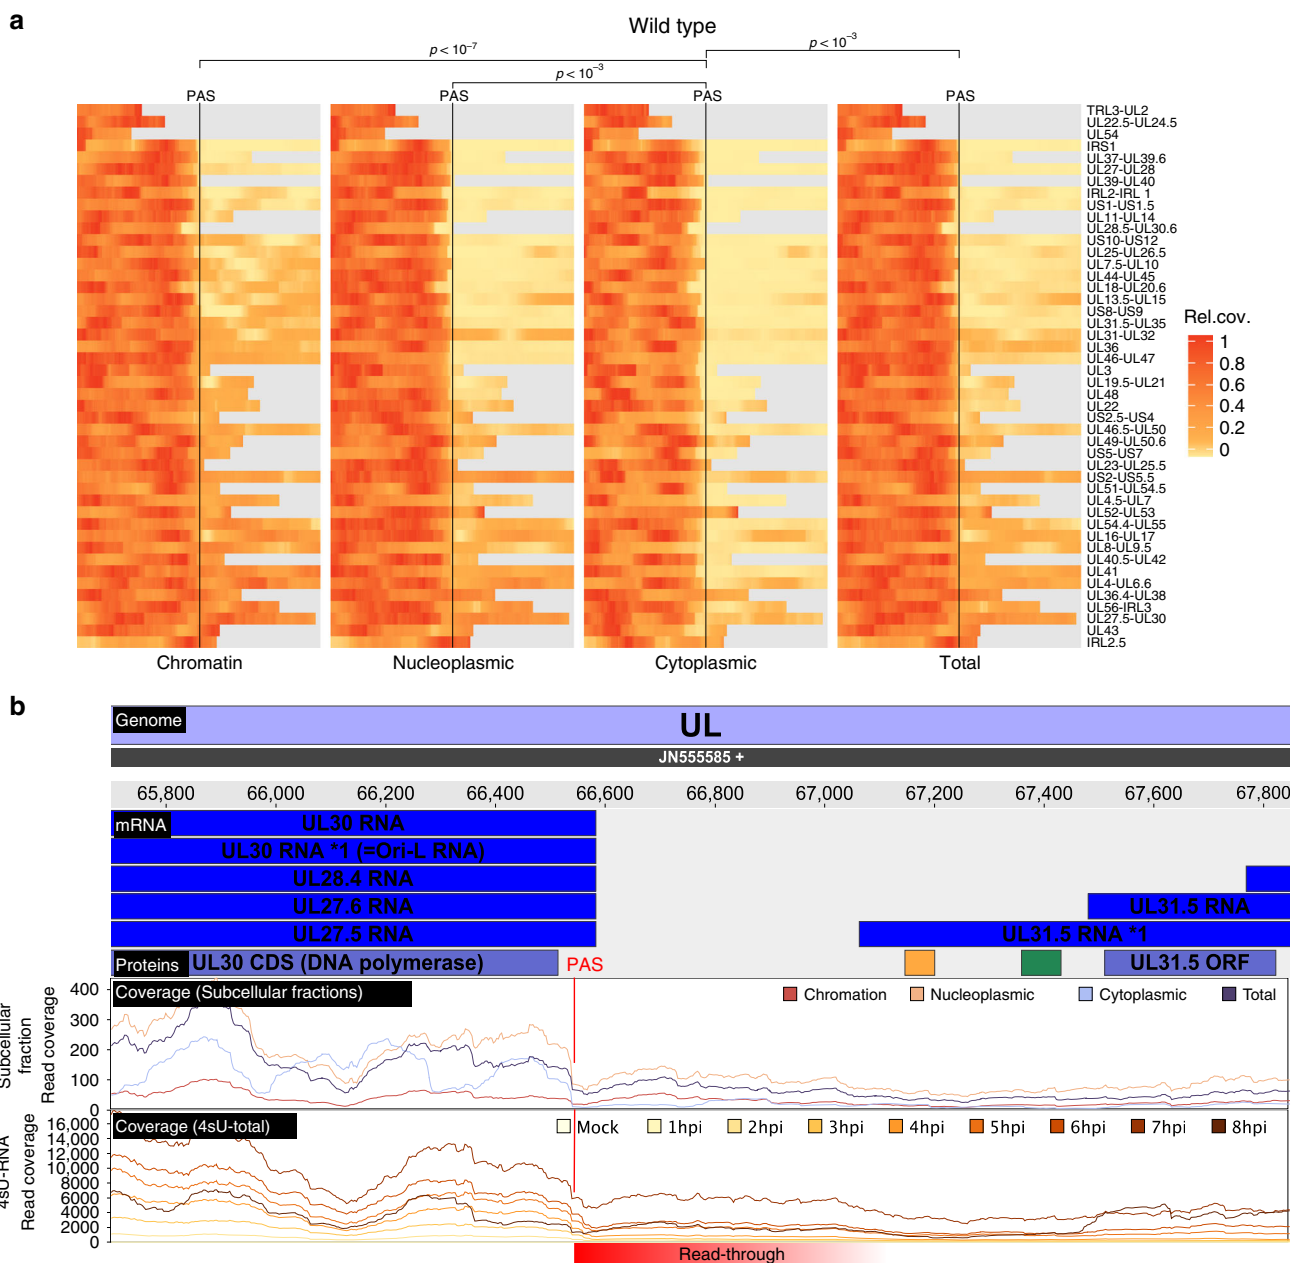 a
Wild type
p < 10⁻⁷
p < 10⁻³
p < 10⁻³
PAS PAS PAS PAS
TRL3-UL2
UL22.5-UL24.5
UL54
IRS1
UL37-UL39.6
UL27-UL28
UL39-UL40
IRL2-IRL 1
US1-US1.5
UL11-UL14
UL28.5-UL30.6
US10-US12
UL25-UL26.5
UL7.5-UL10
UL44-UL45
UL18-UL20.6
UL13.5-UL15
US8-US9
UL31.5-UL35
UL31-UL32
UL36
UL46-UL47
UL3
UL19.5-UL21
UL48
UL22
US2.5-US4
UL46.5-UL50
UL49-UL50.6
US5-US7
UL23-UL25.5
US2-US5.5
UL51-UL54.5
UL4.5-UL7
UL52-UL53
UL54.4-UL55
UL16-UL17
UL8-UL9.5
UL40.5-UL42
UL41
UL4-UL6.6
UL36.4-UL38
UL56-IRL3
UL27.5-UL30
UL43
IRL2.5
Rel.cov.
1
0.8
0.6
0.4
0.2
0
Chromatin Nucleoplasmic Cytoplasmic Total
b
Genome UL
JN555585 +
65,800 66,000 66,200 66,400 66,600 66,800 67,000 67,200 67,400 67,600 67,800
mRNA UL30 RNA
UL30 RNA *1 (=Ori-L RNA)
UL28.4 RNA
UL27.6 RNA UL31.5 RNA
UL27.5 RNA UL31.5 RNA *1
Proteins UL30 CDS (DNA polymerase) PAS UL31.5 ORF
Coverage (Subcellular fractions) Chromation Nucleoplasmic Cytoplasmic Total
Subcellular
fraction
Read coverage
400
300
200
100
0
Coverage (4sU-total) Mock 1hpi 2hpi 3hpi 4hpi 5hpi 6hpi 7hpi 8hpi
4sU-RNA
Read coverage
16,000
14,000
12,000
10,000
8000
6000
4000
2000
0
Read-through